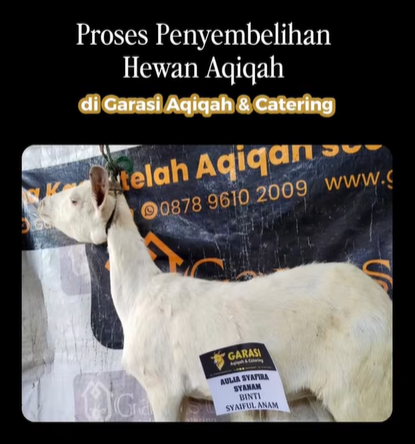 Proses Penyembelihan
Hewan Aqiqah
di Garasi Aqiqah & Catering
telah Aqiqah
0878 9610 2009
www.g
GARASI
Aqiqah & Catering
AULIA SYAFIRA
SYANAM
BINTI
SYAIFUL ANAM